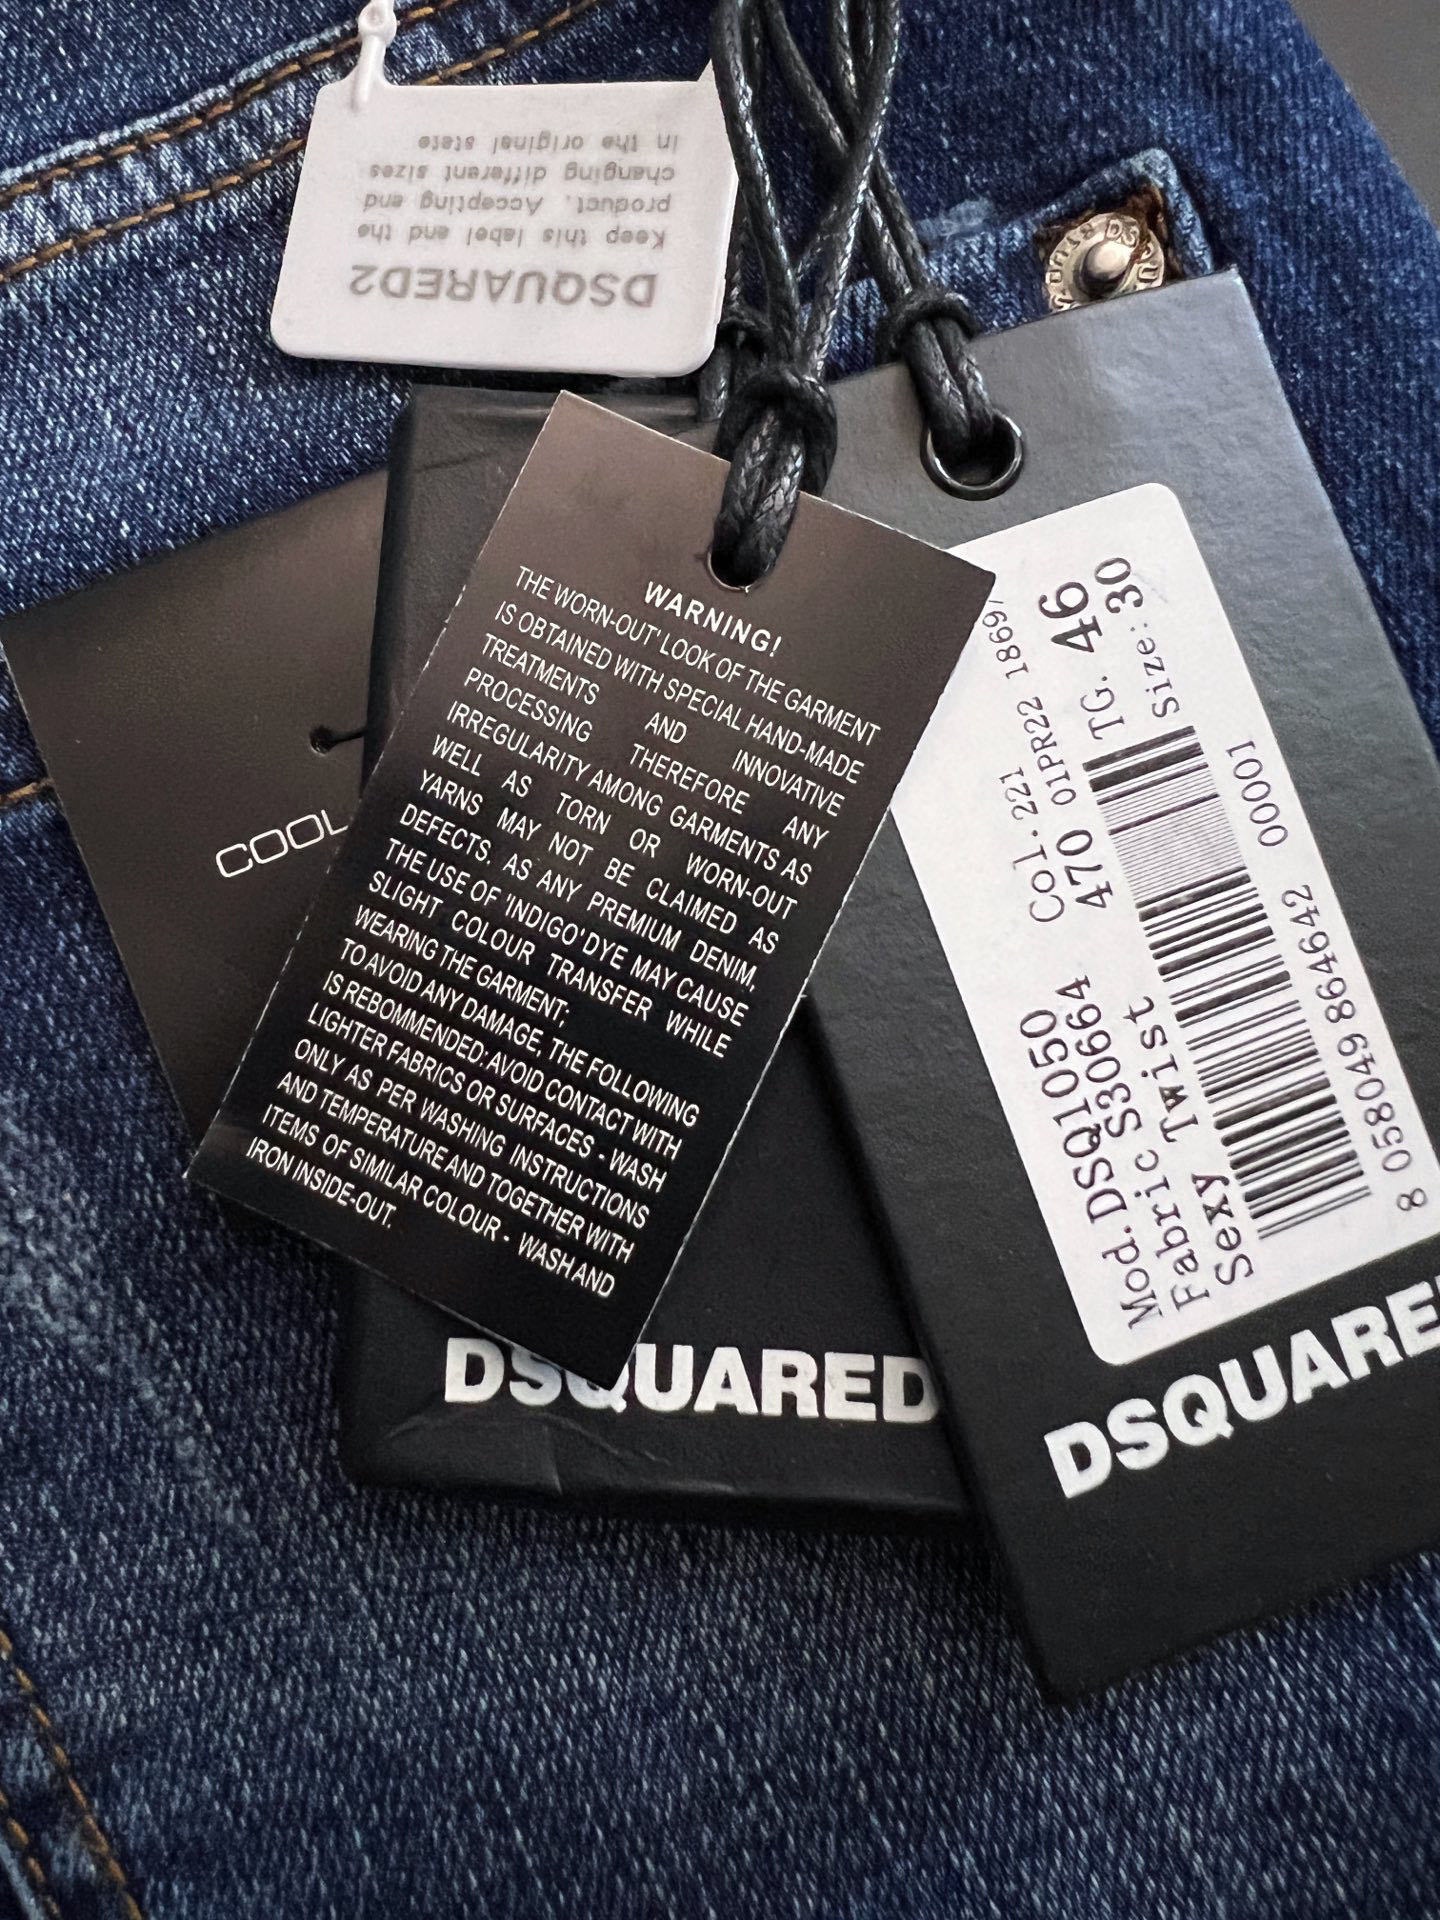 DSQUARED2
Keep this label and the
product. Accepting end
changing different sizes
in the original state
COOL
WARNING!
THE WORN-OUT' LOOK OF THE GARMENT
IS OBTAINED WITH SPECIAL HAND-MADE
TREATMENTS AND INNOVATIVE
PROCESSING THEREFORE ANY
IRREGULARITY AMONG GARMENTS AS
WELL AS TORN OR WORN-OUT
YARNS MAY NOT BE CLAIMED AS
DEFECTS. AS ANY PREMIUM DENIM,
THE USE OF 'INDIGO' DYE MAY CAUSE
SLIGHT COLOUR TRANSFER WHILE
WEARING THE GARMENT;
TO AVOID ANY DAMAGE, THE FOLLOWING
IS REBOMMENDED: AVOID CONTACT WITH
LIGHTER FABRICS OR SURFACES - WASH
ONLY AS PER WASHING INSTRUCTIONS
AND TEMPERATURE AND TOGETHER WITH
ITEMS OF SIMILAR COLOUR - WASH AND
IRON INSIDE-OUT.
DSQUARED
Mod. DSQ1050 Col. 221 1869/
Fabric S30664 470 01PR22 TG. 46
Sexy Twist Size: 30
8 058049 864642 00001
DSQUARE